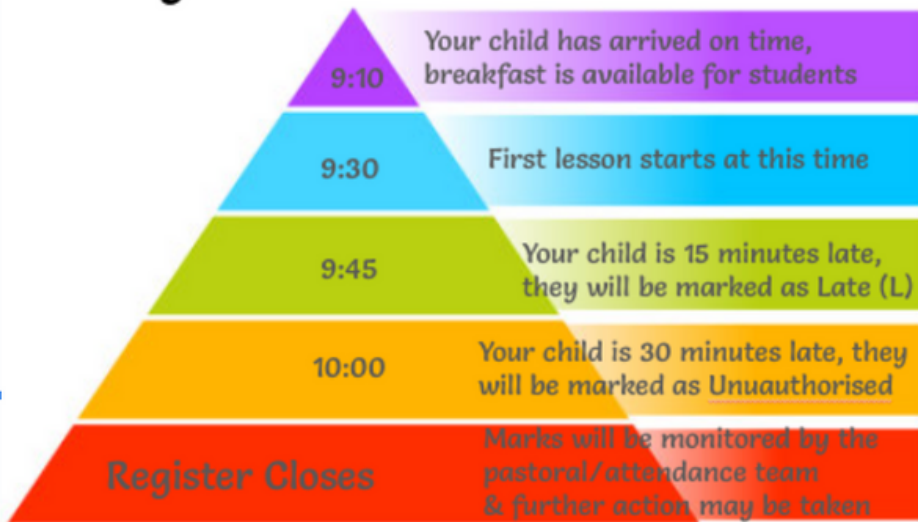 9:10
Your child has arrived on time,
breakfast is available for students
9:30
First lesson starts at this time
9:45
Your child is 15 minutes late,
they will be marked as Late (L)
10:00
Your child is 30 minutes late, they
will be marked as Unuauthorised
Register Closes
Marks will be monitored by the
pastoral/attendance team
& further action may be taken